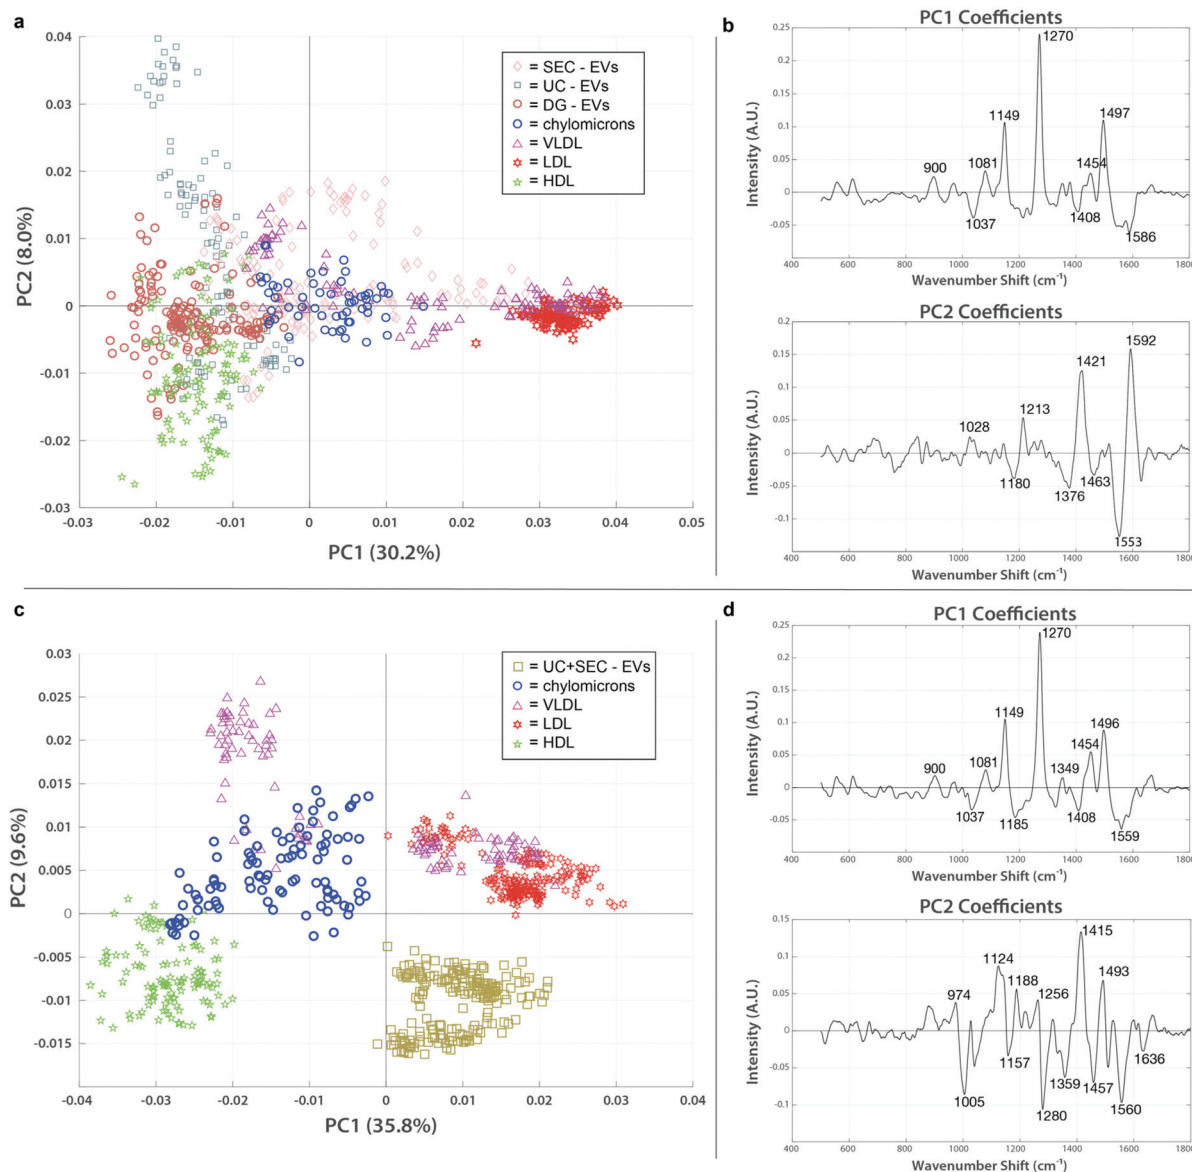 a
PC2 (8.0%)
0.04
0.03
0.02
0.01
0
-0.01
-0.02
-0.03
-0.03 -0.02 -0.01 0 0.01 0.02 0.03 0.04 0.05
PC1 (30.2%)
= SEC - EVs
= UC - EVs
= DG - EVs
= chylomicrons
= VLDL
= LDL
= HDL
b
PC1 Coefficients
Intensity (A.U.)
0.25
0.2
0.15
0.1
0.05
0
-0.05
-0.1
900
1037
1081
1149
1270
1408
1454
1497
1586
400 600 800 1000 1200 1400 1600 1800
Wavenumber Shift (cm⁻¹)
PC2 Coefficients
Intensity (A.U.)
0.2
0.15
0.1
0.05
0
-0.05
-0.1
1028
1180
1213
1376
1421
1463
1553
1592
400 600 800 1000 1200 1400 1600 1800
Wavenumber Shift (cm⁻¹)
c
PC2 (9.6%)
0.03
0.025
0.02
0.015
0.01
0.005
0
-0.005
-0.01
-0.015
-0.04 -0.03 -0.02 -0.01 0 0.01 0.02 0.03 0.04
PC1 (35.8%)
= UC+SEC - EVs
= chylomicrons
= VLDL
= LDL
= HDL
d
PC1 Coefficients
Intensity (A.U.)
0.25
0.2
0.15
0.1
0.05
0
-0.05
-0.1
900
1037
1081
1149
1185
1270
1349
1408
1454
1496
1559
400 600 800 1000 1200 1400 1600 1800
Wavenumber Shift (cm⁻¹)
PC2 Coefficients
Intensity (A.U.)
0.15
0.1
0.05
0
-0.05
-0.1
974
1005
1124
1157
1188
1256
1280
1359
1415
1457
1493
1560
1636
400 600 800 1000 1200 1400 1600 1800
Wavenumber Shift (cm⁻¹)